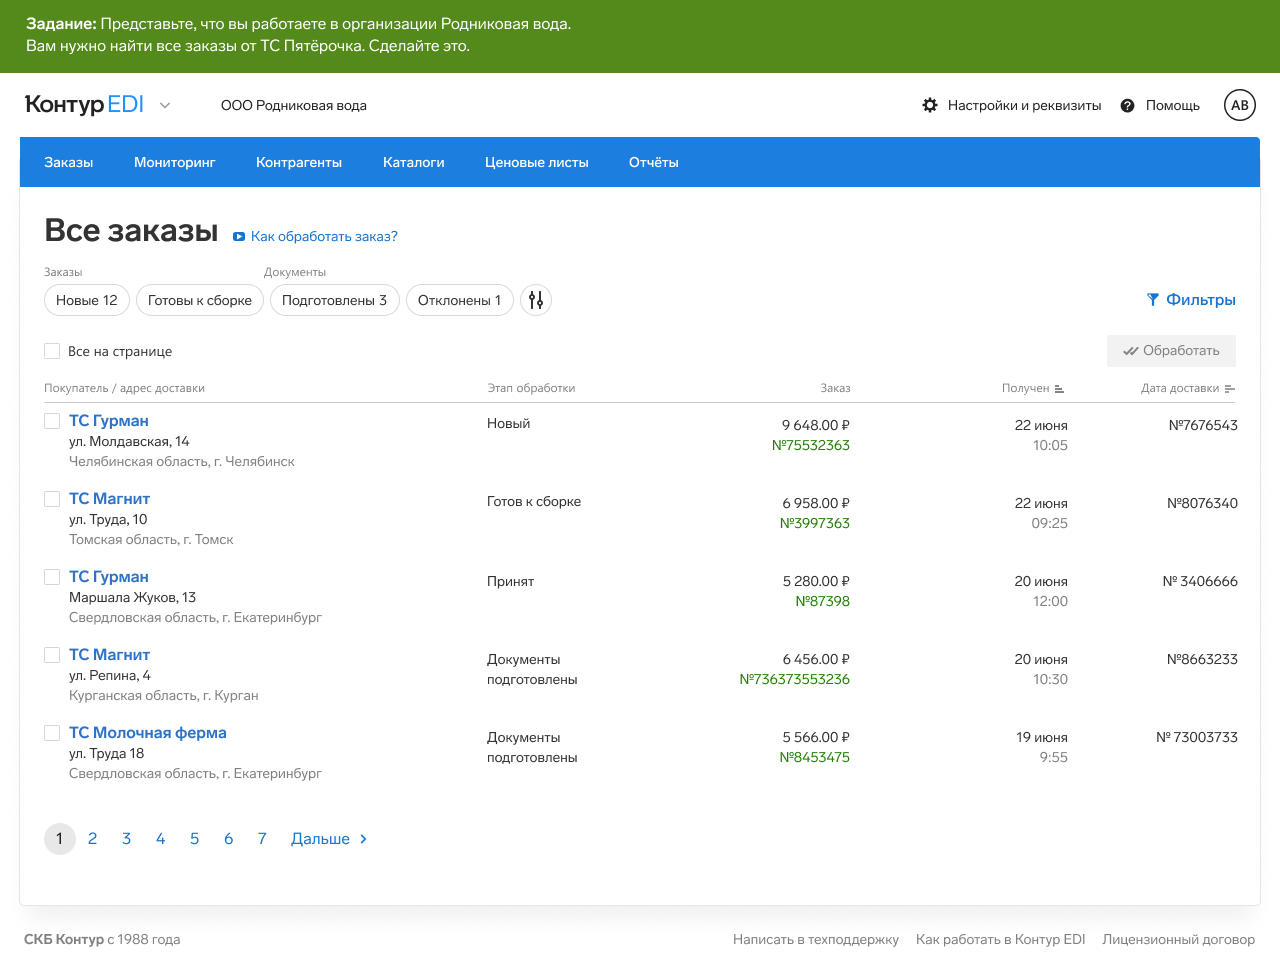 Задание: Представьте, что вы работаете в организации Родниковая вода.
Вам нужно найти все заказы от ТС Пятёрочка. Сделайте это.
Контур EDI
ООО Родниковая вода
Настройки и реквизиты
Помощь
АВ
Заказы Мониторинг Контрагенты Каталоги Ценовые листы Отчёты
Все заказы
Как обработать заказ?
Заказы Документы
Новые 12 Готовы к сборке Подготовлены 3 Отклонены 1
Фильтры
Все на странице
Обработать
Покупатель / адрес доставки Этап обработки Заказ Получен Дата доставки
ТС Гурман Новый 9 648.00 ₽ 22 июня №7676543
ул. Молдавская, 14 №75532363 10:05
Челябинская область, г. Челябинск
ТС Магнит Готов к сборке 6 958.00 ₽ 22 июня №8076340
ул. Труда, 10 №3997363 09:25
Томская область, г. Томск
ТС Гурман Принят 5 280.00 ₽ 20 июня № 3406666
Маршала Жуков, 13 №87398 12:00
Свердловская область, г. Екатеринбург
ТС Магнит Документы 6 456.00 ₽ 20 июня №8663233
ул. Репина, 4 подготовлены №736373553236 10:30
Курганская область, г. Курган
ТС Молочная ферма Документы 5 566.00 ₽ 19 июня № 73003733
ул. Труда 18 подготовлены №8453475 9:55
Свердловская область, г. Екатеринбург
1 2 3 4 5 6 7 Дальше
СКБ Контур с 1988 года
Написать в техподдержку Как работать в Контур EDI Лицензионный договор